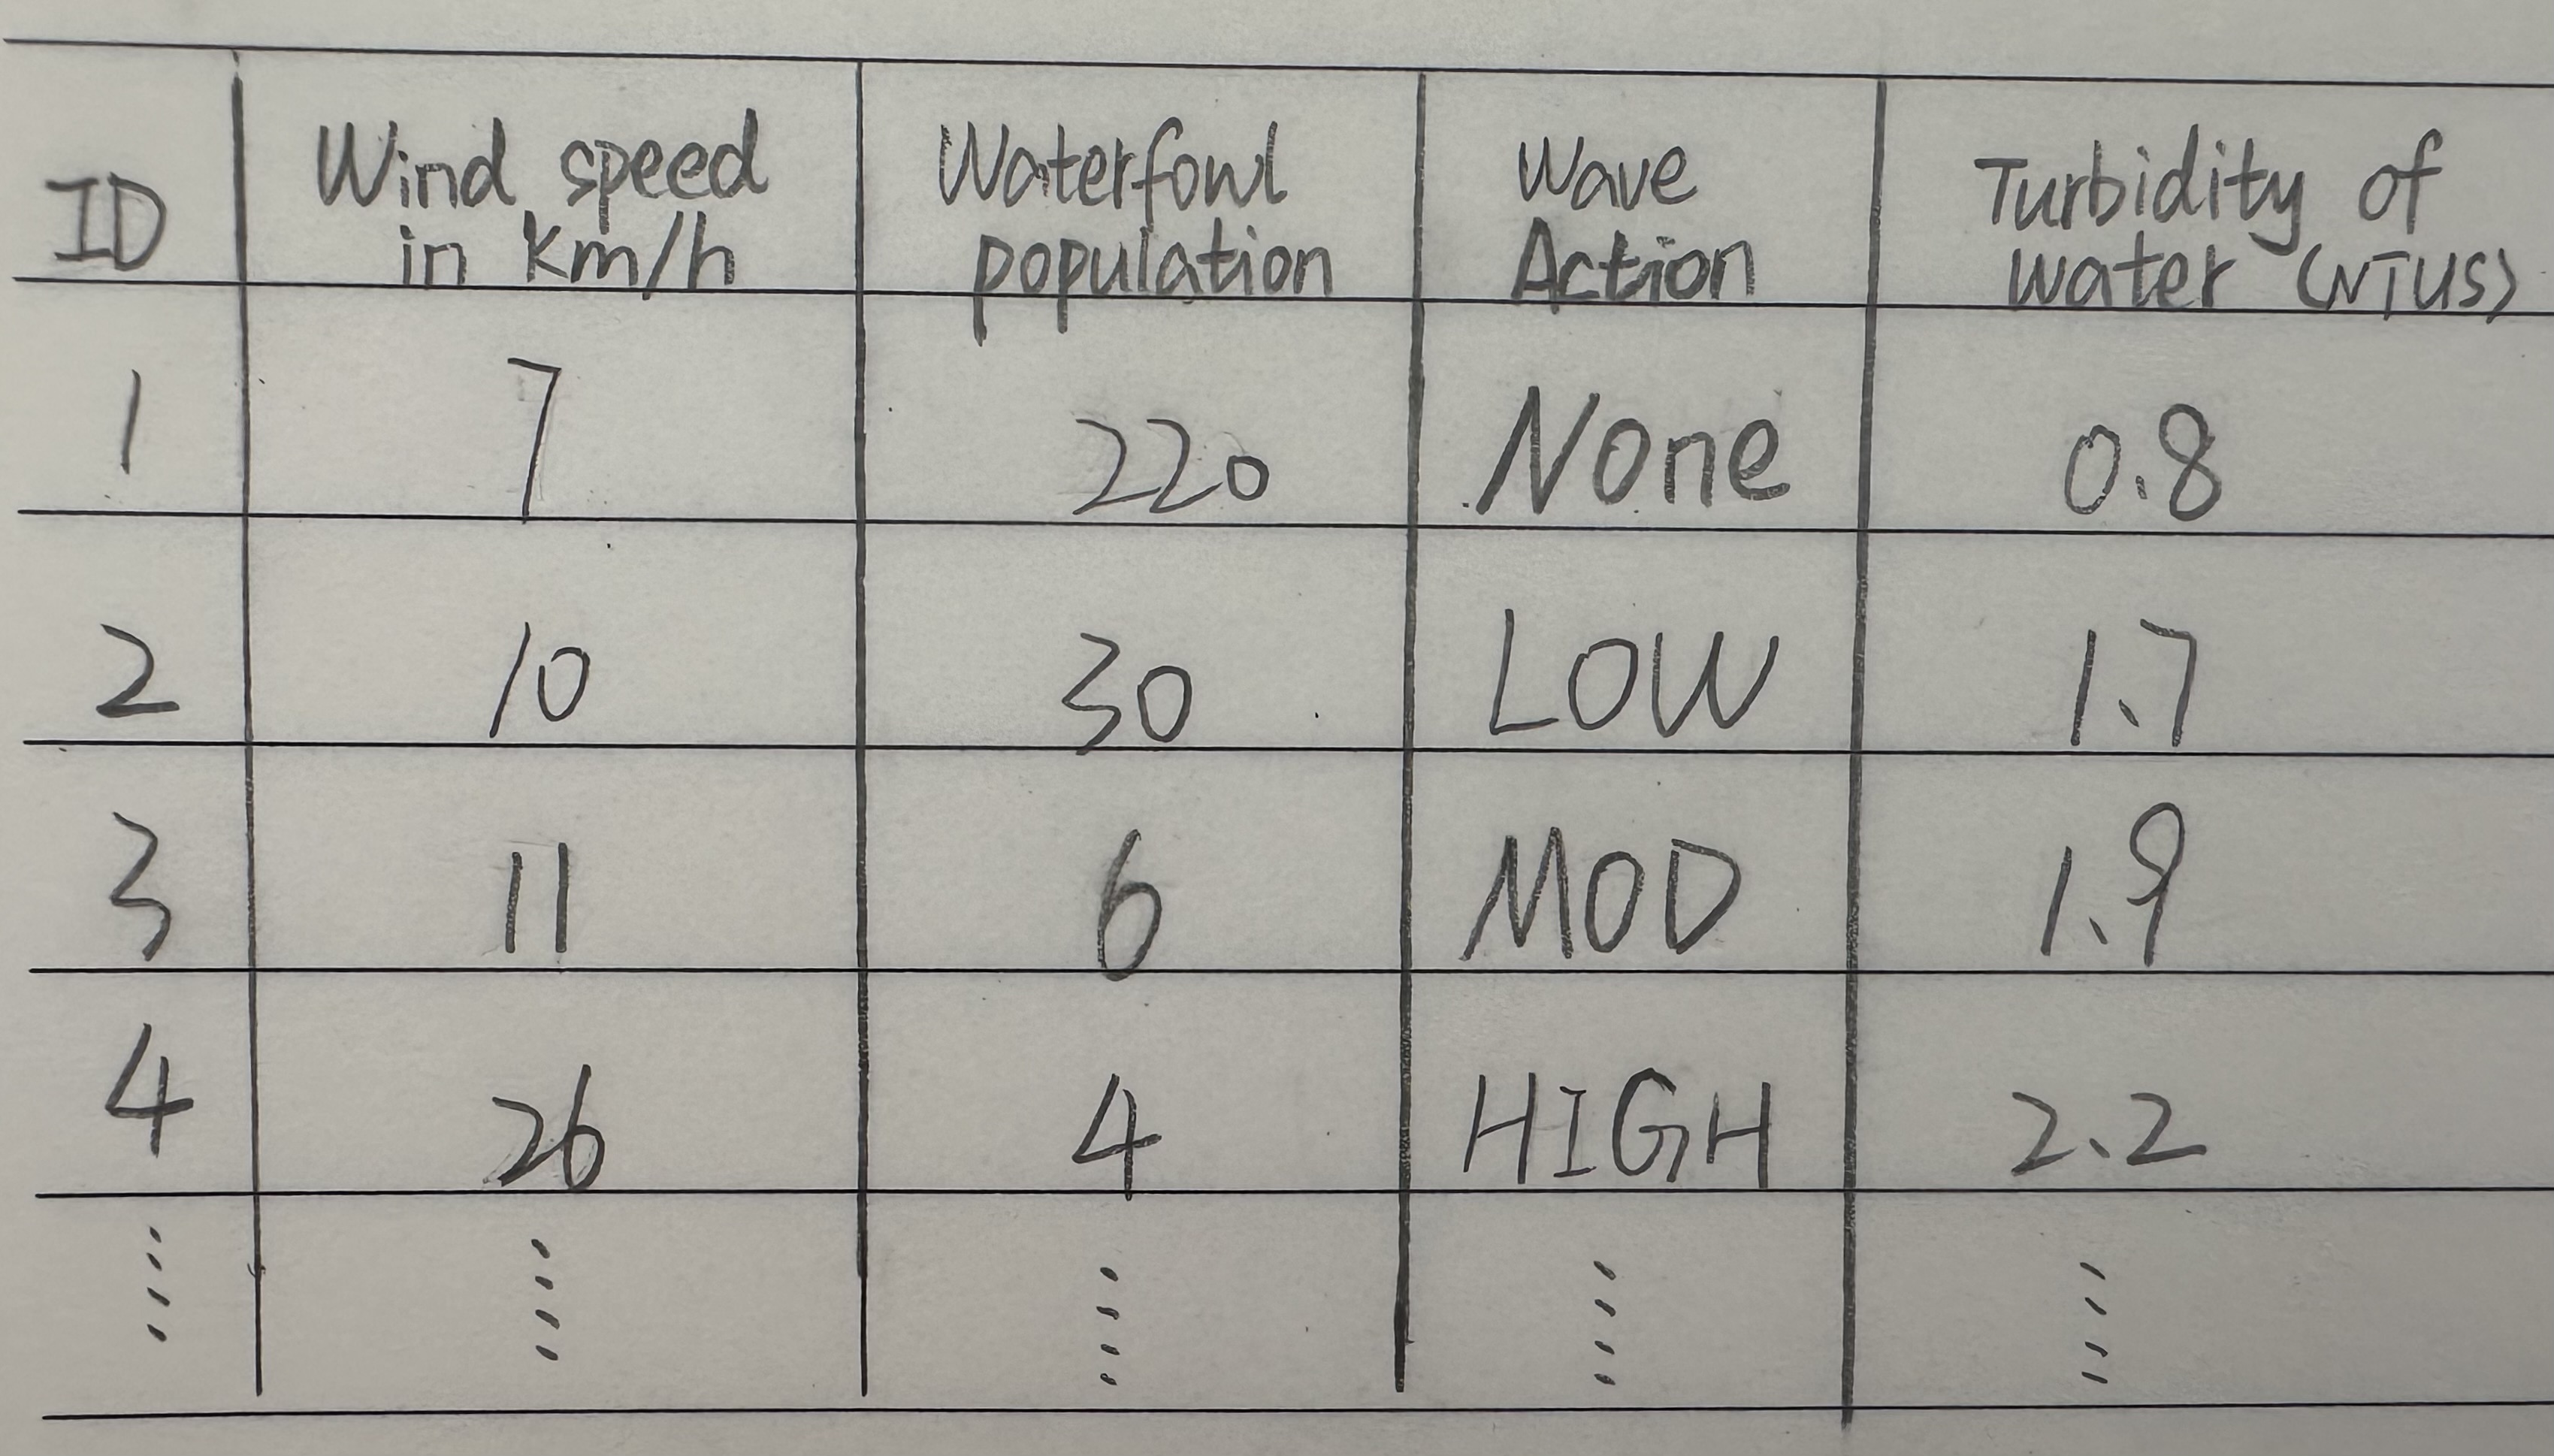 ID Wind speed in Km/h Waterfowl population Wave Action Turbidity of water (NTUS)
1 7 220 None 0.8
2 10 30 LOW 1.7
3 11 6 MOD 1.9
4 26 4 HIGH 2.2